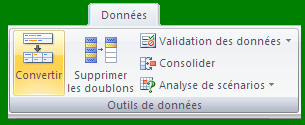 Données
Convertir
Supprimer
les doublons
Validation des données
Consolider
Analyse de scénarios
Outils de données